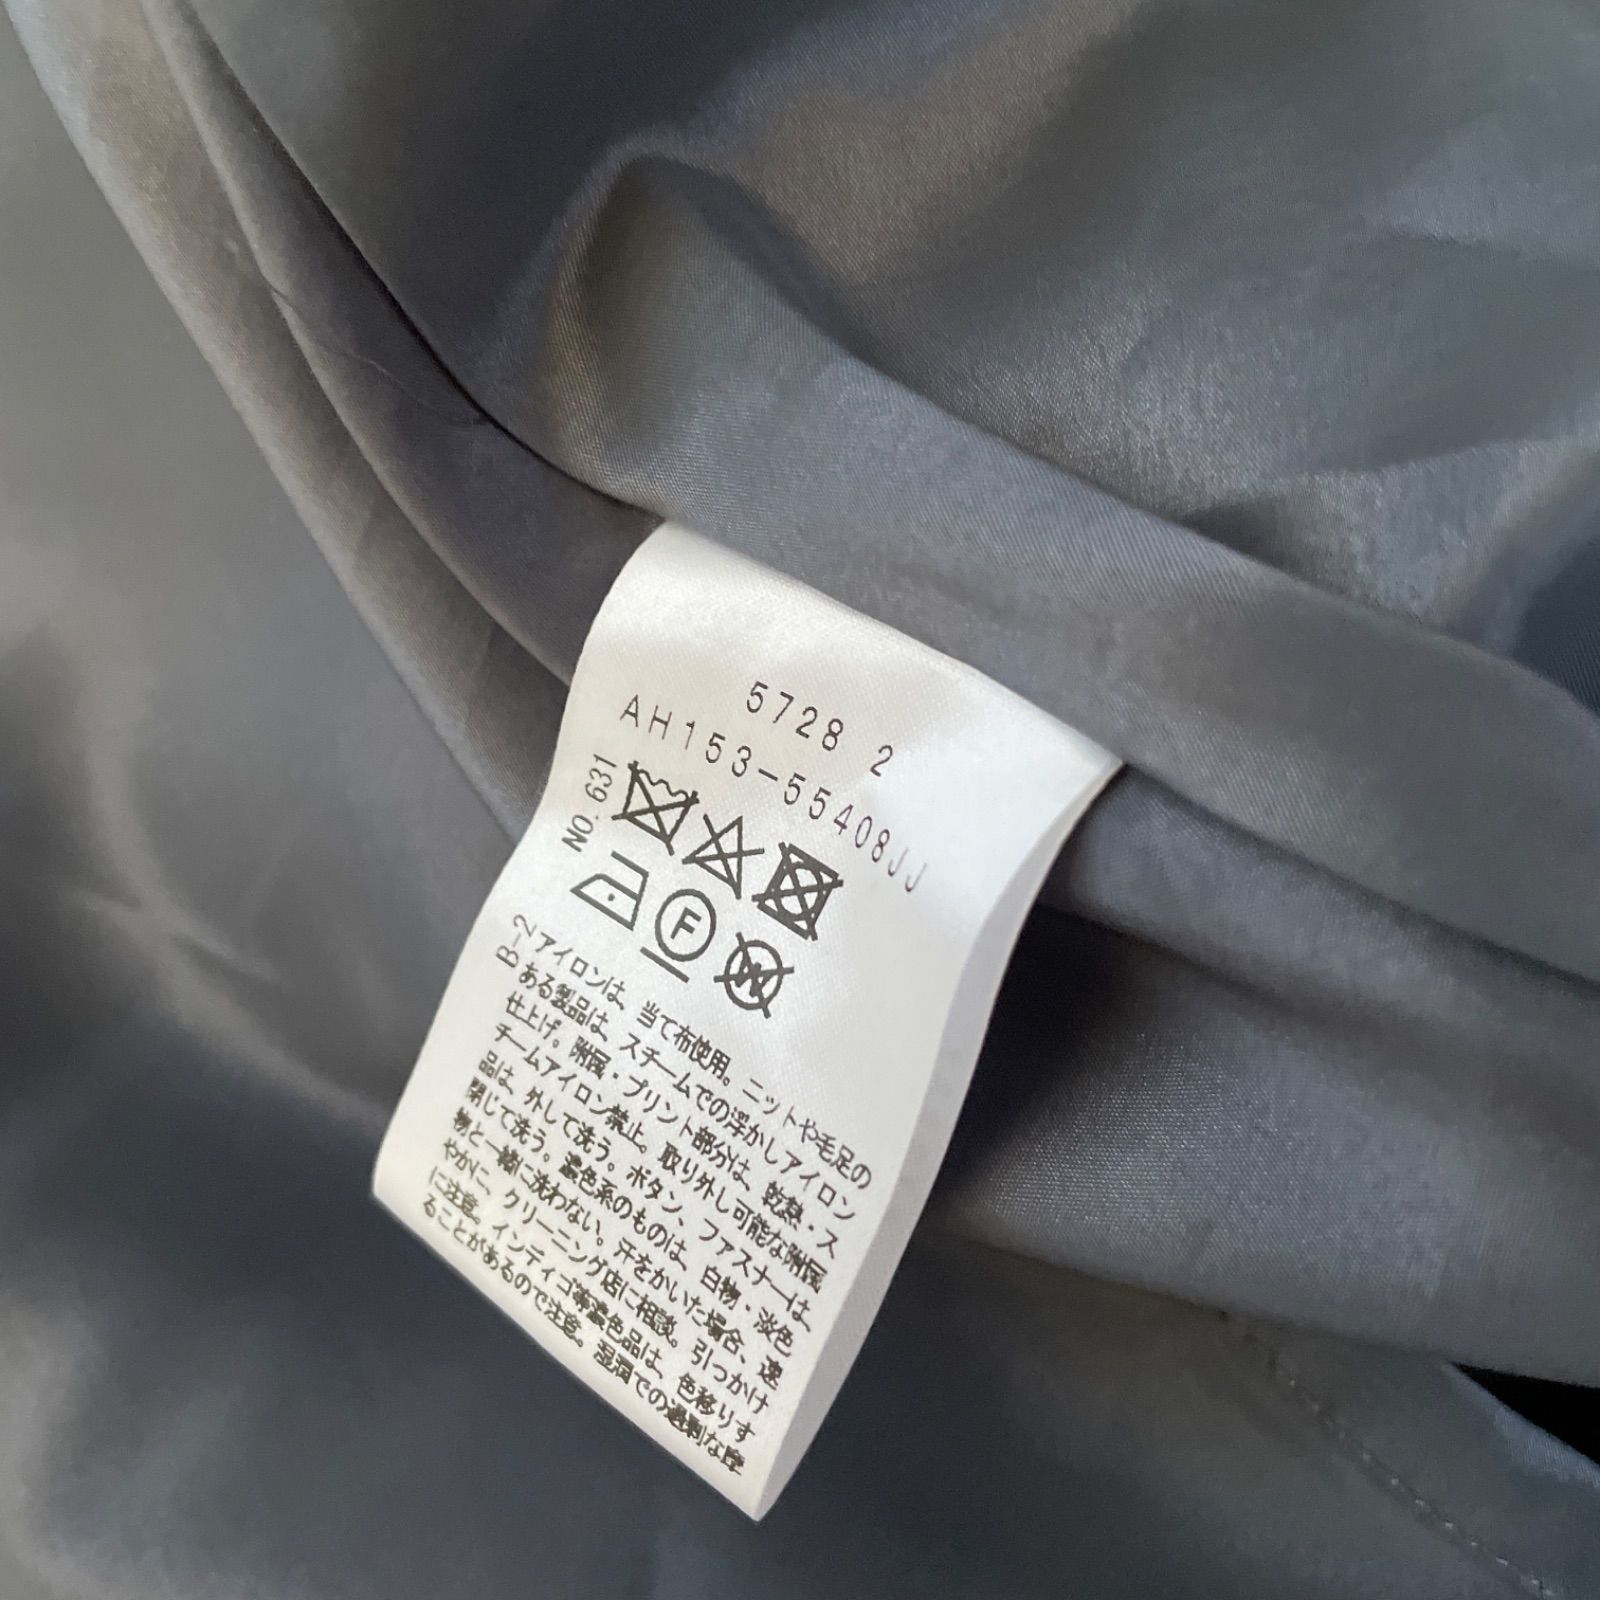 5728 2
AH153-55408JJ
NO. 631
F
W
B-2 アイロンは、当て布使用。ニットや毛足の
ある製品は、スチームでの浮かしアイロン
仕上げ。附属・プリント部分は、乾熱・ス
チームアイロン禁止。取り外し可能な附属
品は、外して洗う。ボタン、ファスナーは、
閉じて洗う。濃色系のものは、白物・淡色
物と一緒に洗わない。汗をかいた場合、速
やかに、クリーニング店に相談。引っかけ
に注意。インディゴ等濃色品は、色移りす
ることがあるので注意。湿潤での過剰な摩